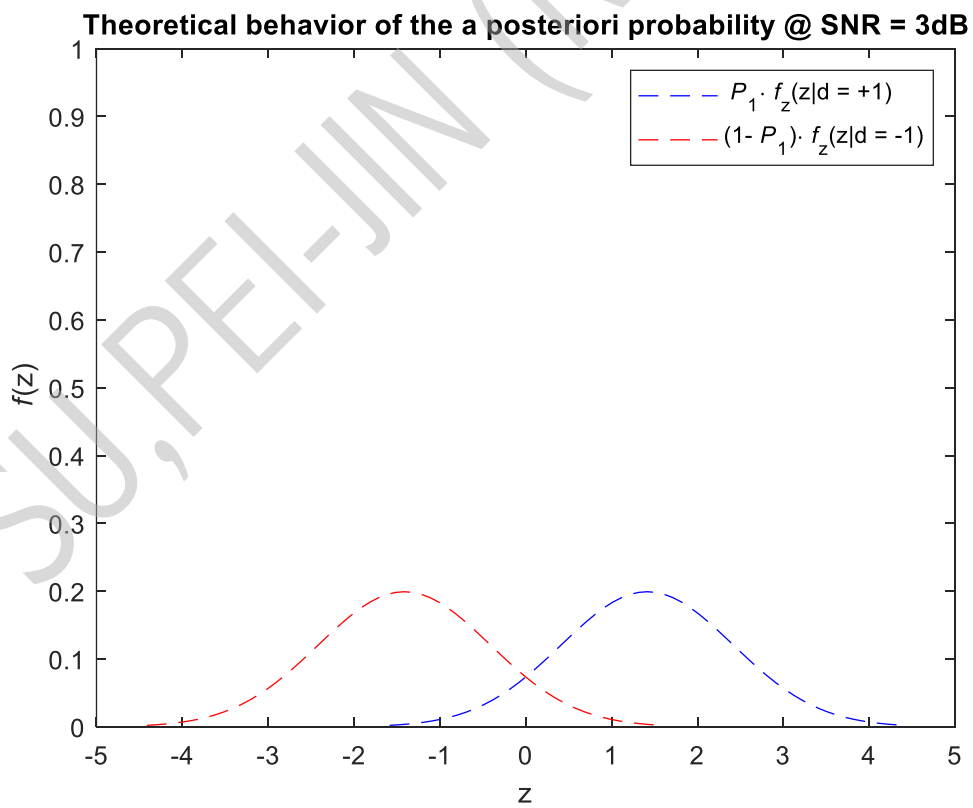 Theoretical behavior of the a posteriori probability @ SNR = 3dB
P1· fz(z|d = +1)
(1- P1)· fz(z|d = -1)
1
0.9
0.8
0.7
0.6
0.5
0.4
0.3
0.2
0.1
0
f(z)
-5 -4 -3 -2 -1 0 1 2 3 4 5
z
SU,PEI-JIN